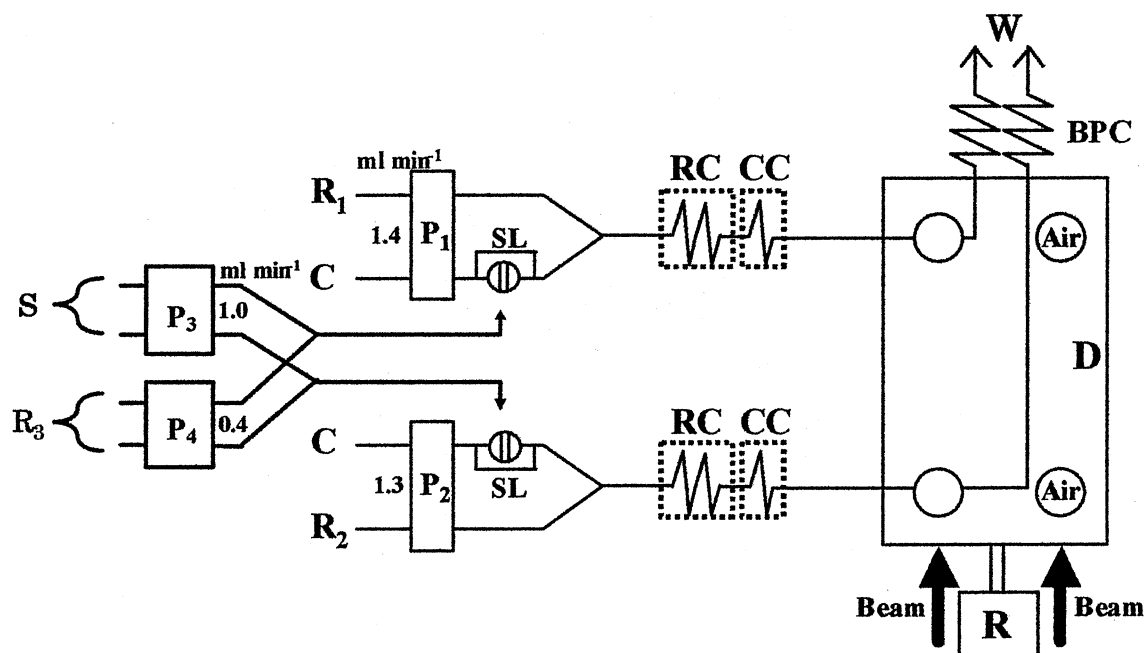 W
BPC
ml min⁻¹
RC CC
R₁
P₁
1.4
SL
Air
C
ml min⁻¹
S
P₃
1.0
D
R₃
P₄
0.4
C
RC CC
1.3
P₂
SL
Air
R₂
Beam
R
Beam